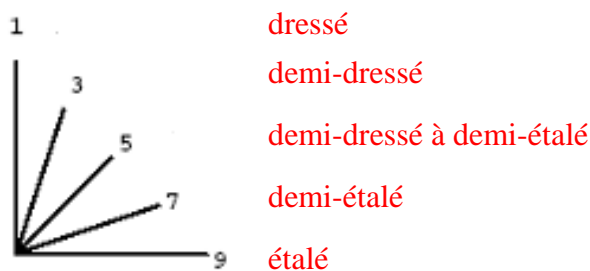 1 dressé
3 demi-dressé
5 demi-dressé à demi-étalé
7 demi-étalé
9 étalé